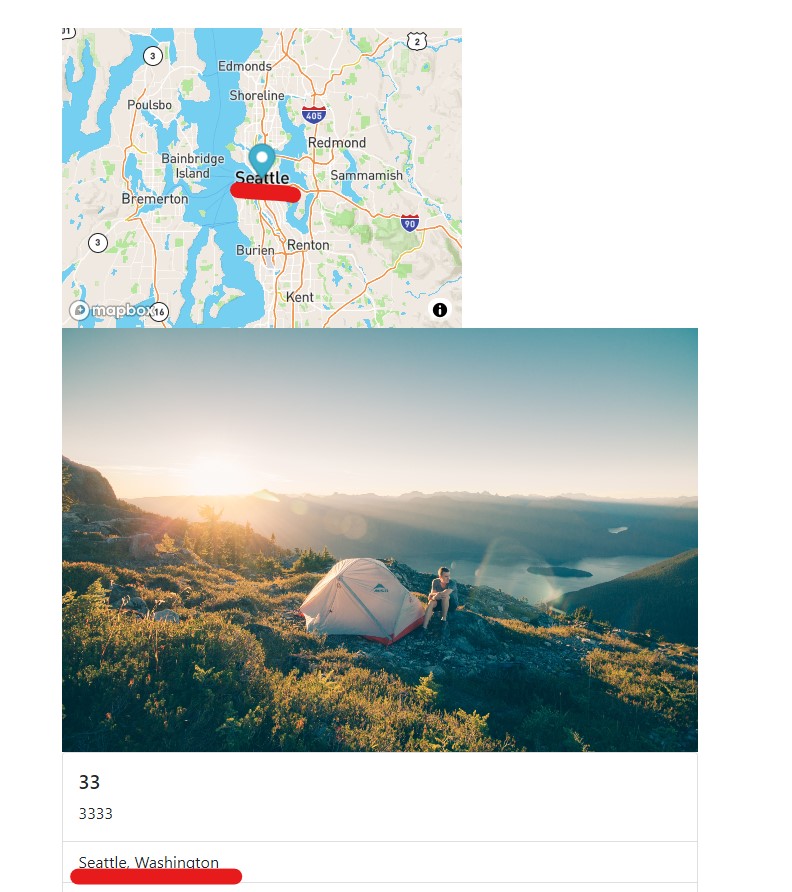 2
3
Edmonds
Shoreline
Poulsbo
405
Redmond
Bainbridge
Island
Seattle
Sammamish
Bremerton
90
3
Burien
Renton
Kent
mapbox
16
33
3333
Seattle, Washington